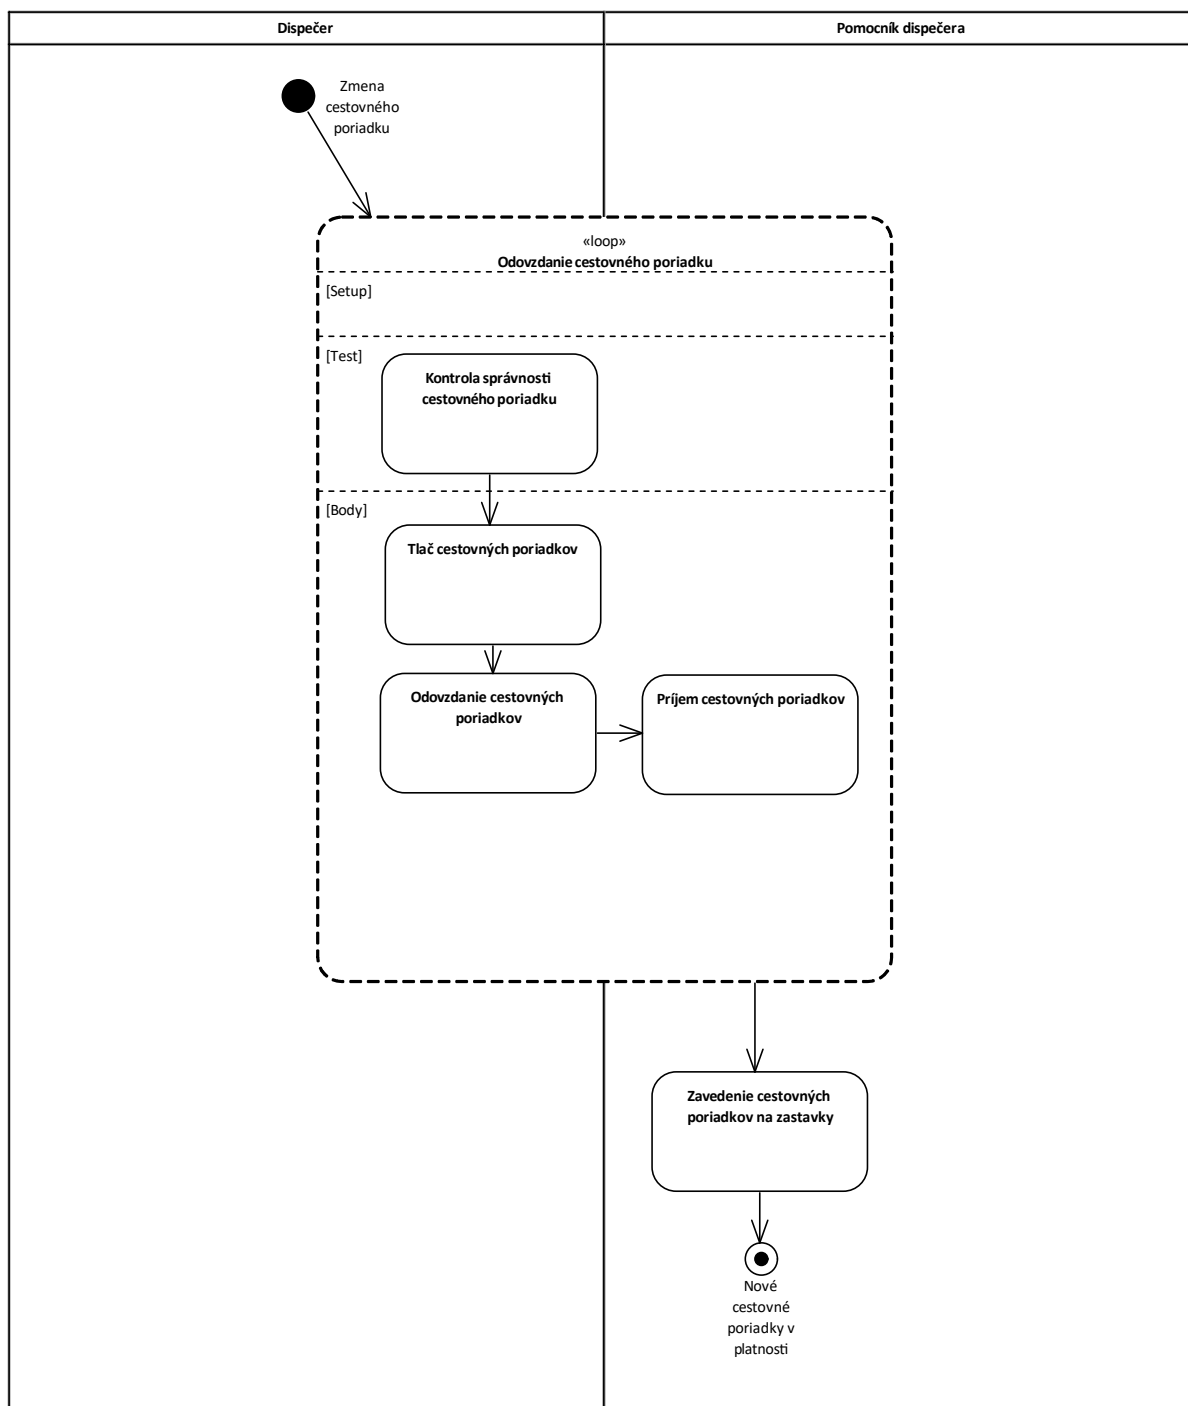 Dispečer
Pomocník dispečera
Zmena
cestovného
poriadku
«loop»
Odovzdanie cestovného poriadku
[Setup]
[Test]
Kontrola správnosti
cestovného poriadku
[Body]
Tlač cestovných poriadkov
Odovzdanie cestovných
poriadkov
Príjem cestovných poriadkov
Zavedenie cestovných
poriadkov na zastavky
Nové
cestovné
poriadky v
platnosti